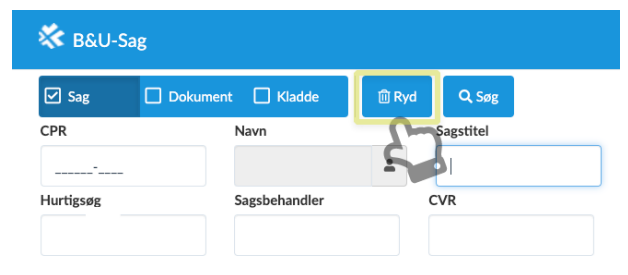 B&U-Sag
Sag Dokument Kladde Ryd Søg
CPR Navn Sagstitel
______-____
Hurtigsøg Sagsbehandler CVR